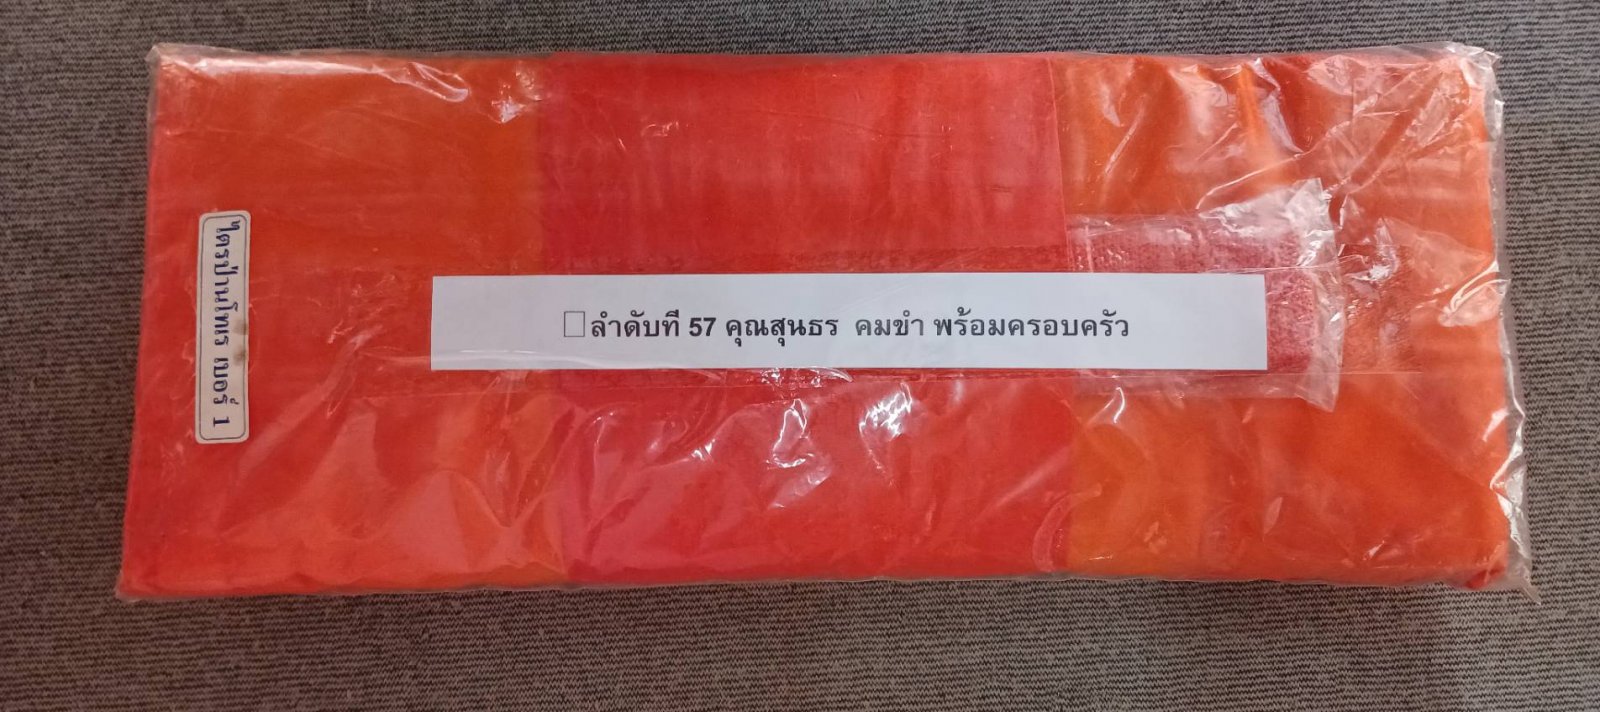 ไตรป่านโทเร เบอร์ 1
□ลำดับที 57 คุณสุนธร คมขำ พร้อมครอบครัว